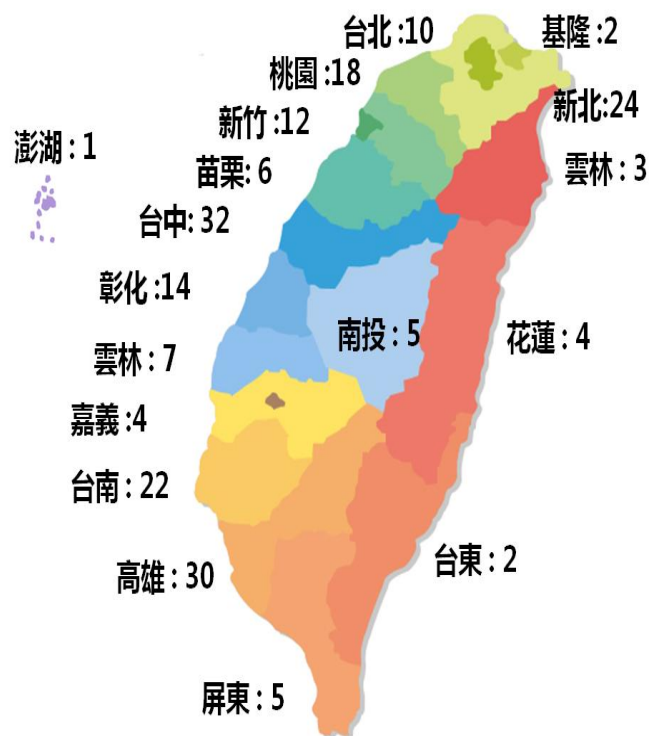 台北:10
基隆:2
桃園:18
新北:24
新竹:12
澎湖:1
雲林:3
苗栗:6
台中:32
彰化:14
南投:5
花蓮:4
雲林:7
嘉義:4
台南:22
台東:2
高雄:30
屏東:5